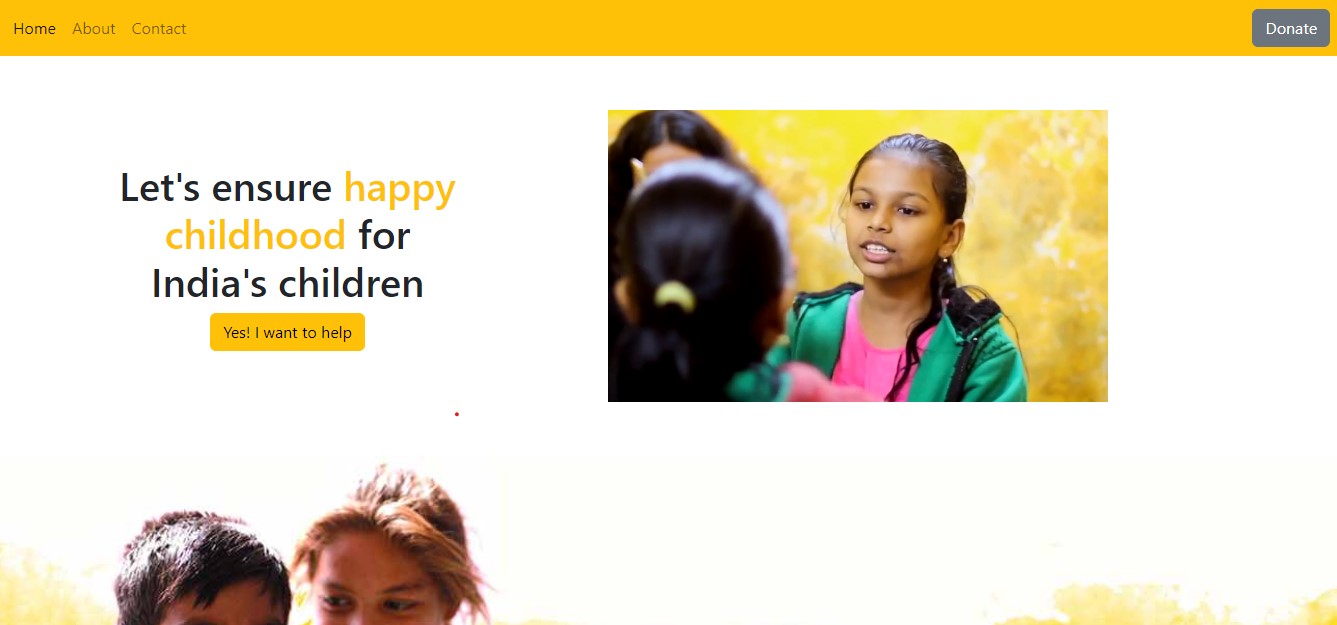 Home About Contact Donate
Let's ensure happy
childhood for
India's children
Yes! I want to help